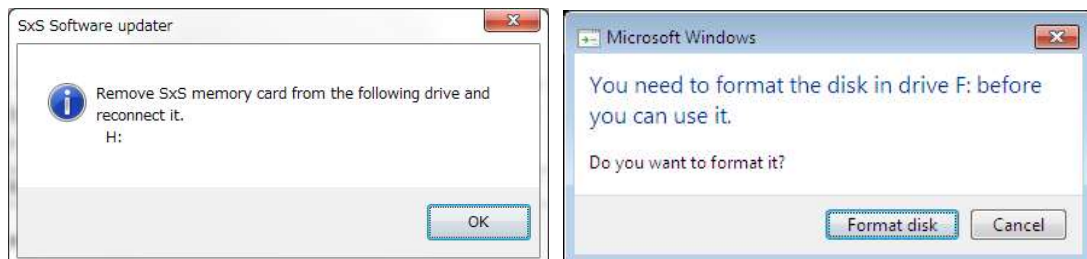 SxS Software updater
Remove SxS memory card from the following drive and
reconnect it.
H:
OK
Microsoft Windows
You need to format the disk in drive F: before
you can use it.
Do you want to format it?
Format disk
Cancel